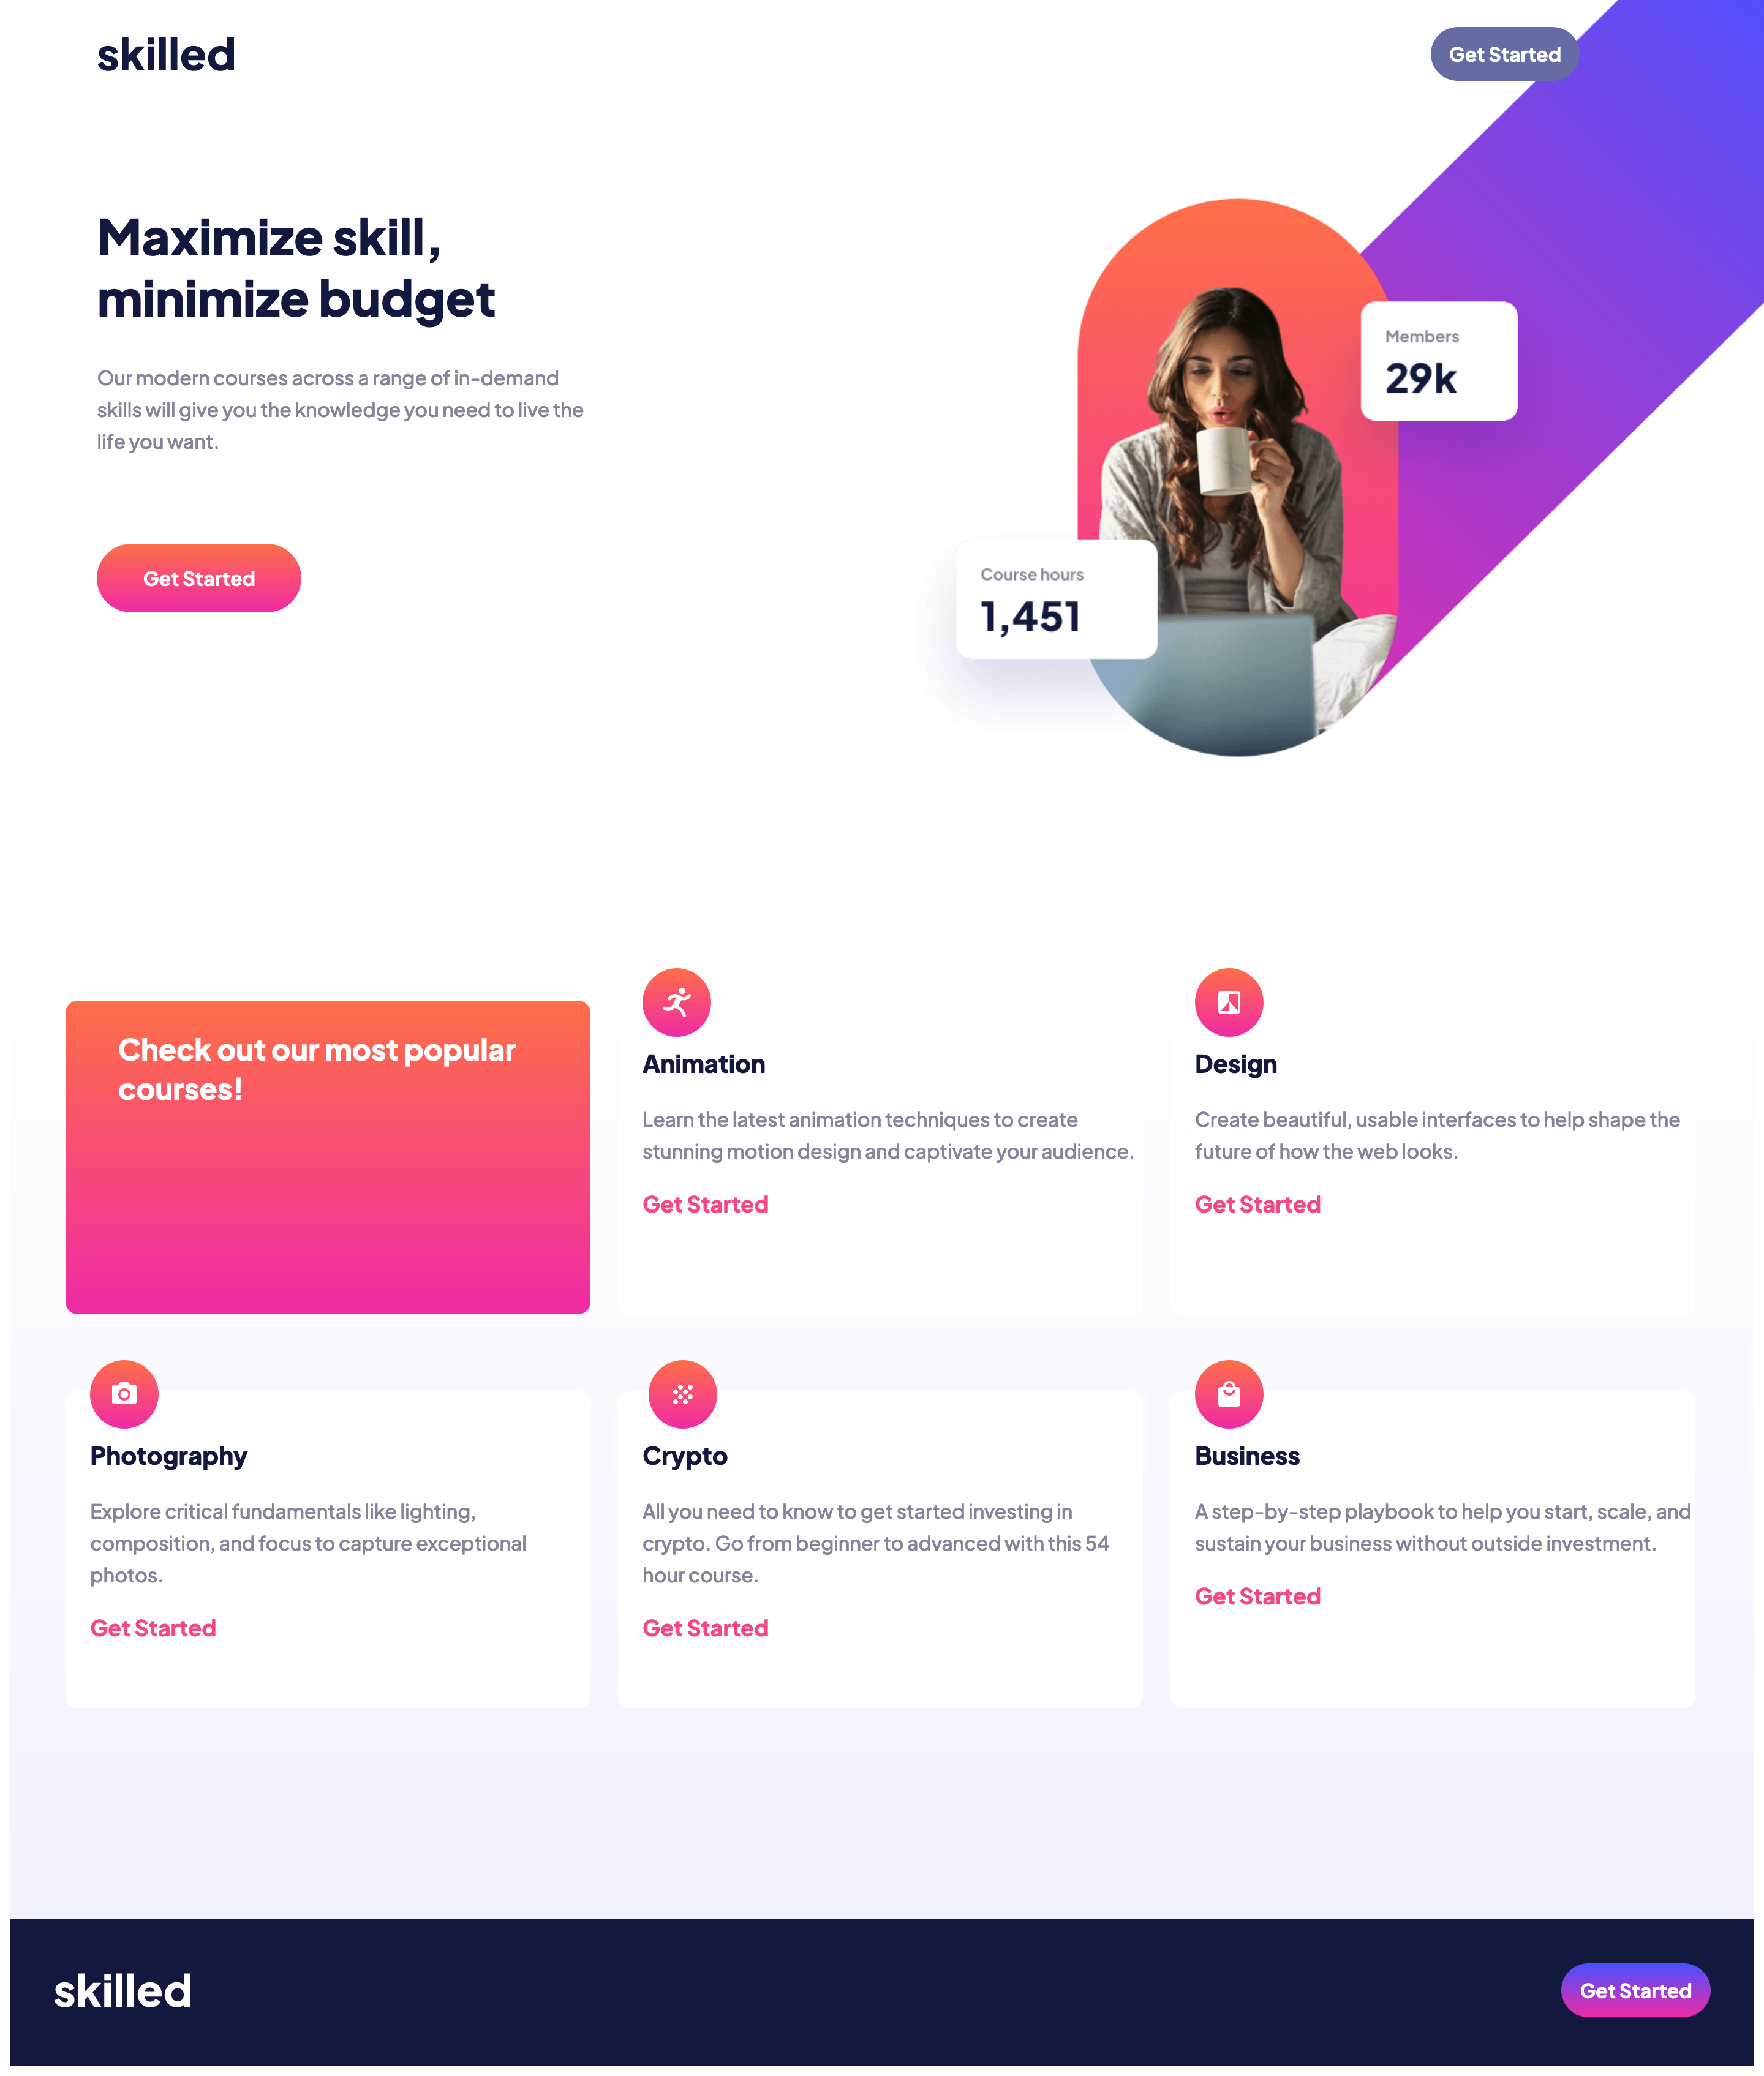 skilled
Get Started
Maximize skill,
minimize budget
Our modern courses across a range of in-demand
skills will give you the knowledge you need to live the
life you want.
Get Started
Members
29k
Course hours
1,451
Check out our most popular
courses!
Animation
Learn the latest animation techniques to create
stunning motion design and captivate your audience.
Get Started
Design
Create beautiful, usable interfaces to help shape the
future of how the web looks.
Get Started
Photography
Explore critical fundamentals like lighting,
composition, and focus to capture exceptional
photos.
Get Started
Crypto
All you need to know to get started investing in
crypto. Go from beginner to advanced with this 54
hour course.
Get Started
Business
A step-by-step playbook to help you start, scale, and
sustain your business without outside investment.
Get Started
skilled
Get Started